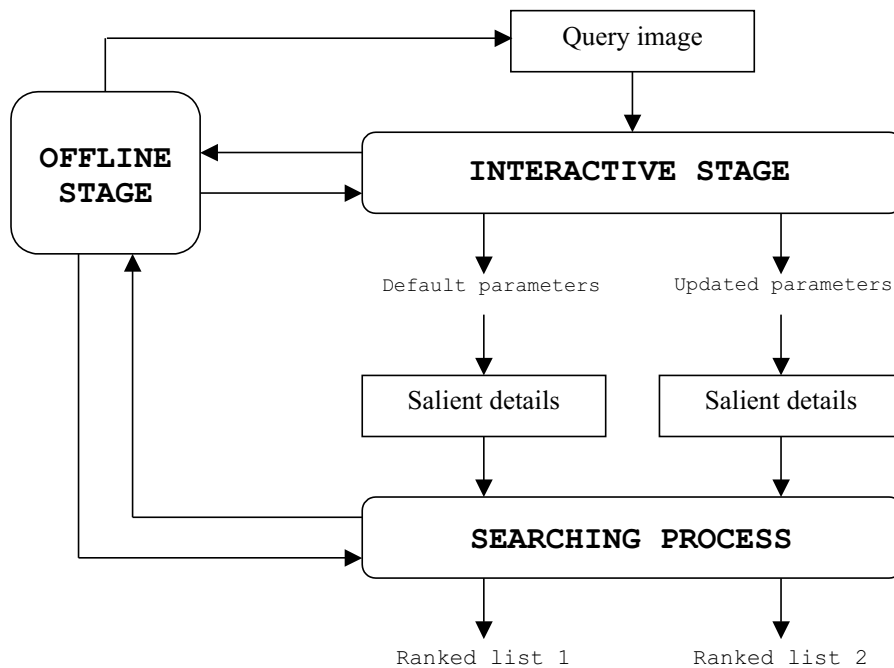 Query image
OFFLINE
STAGE
INTERACTIVE STAGE
Default parameters
Updated parameters
Salient details
Salient details
SEARCHING PROCESS
Ranked list 1
Ranked list 2